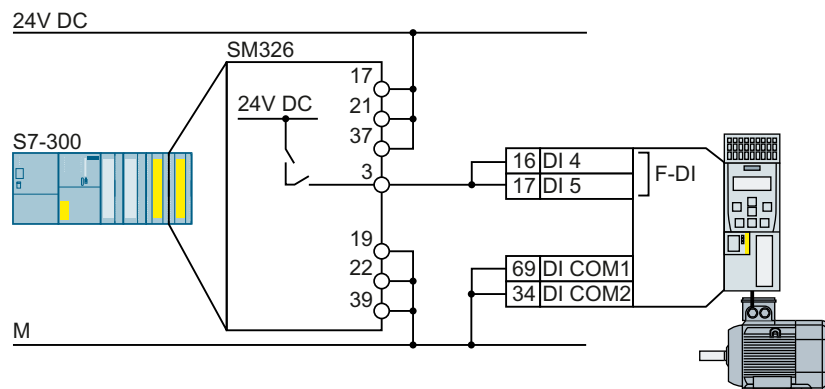 24V DC
SM326
17
21
24V DC
37
S7-300
3
16 DI 4
17 DI 5
F-DI
19
22
39
69 DI COM1
34 DI COM2
M